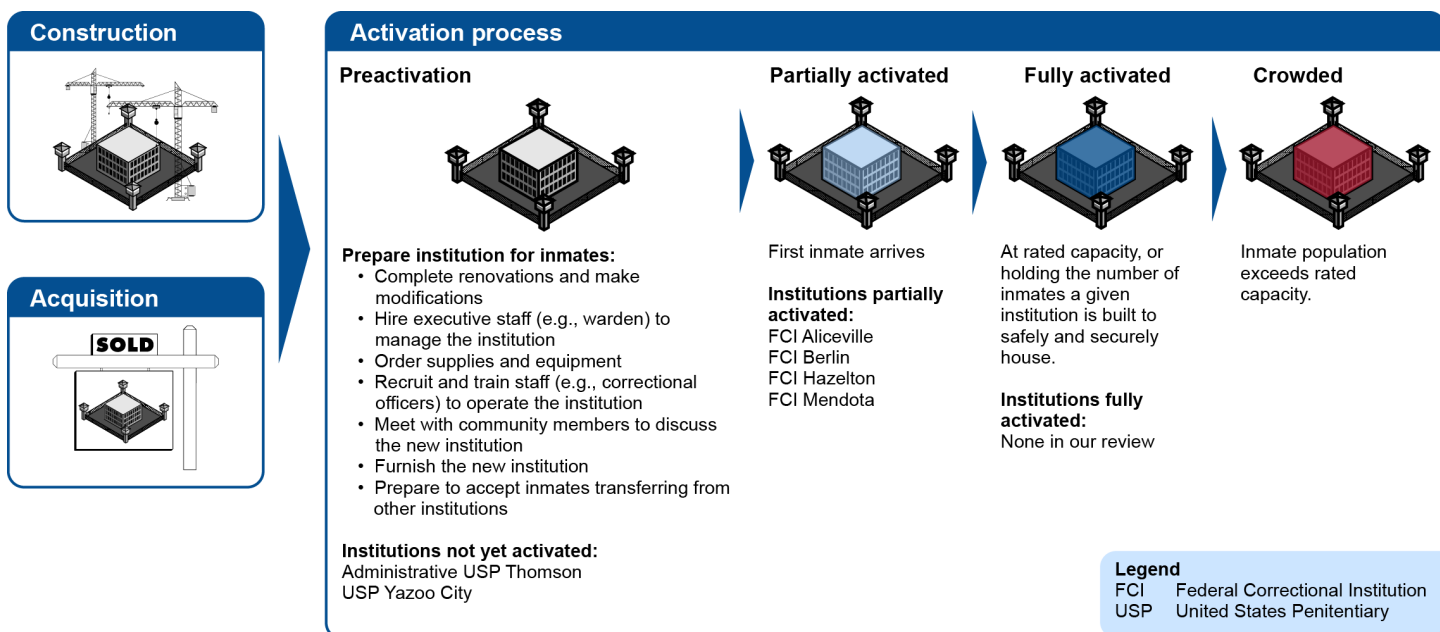 Construction
Acquisition
SOLD
Activation process
Preactivation
Prepare institution for inmates:
• Complete renovations and make
modifications
• Hire executive staff (e.g., warden) to
manage the institution
• Order supplies and equipment
• Recruit and train staff (e.g., correctional
officers) to operate the institution
• Meet with community members to discuss
the new institution
• Furnish the new institution
• Prepare to accept inmates transferring from
other institutions
Institutions not yet activated:
Administrative USP Thomson
USP Yazoo City
Partially activated
First inmate arrives
Institutions partially
activated:
FCI Aliceville
FCI Berlin
FCI Hazelton
FCI Mendota
Fully activated
At rated capacity, or
holding the number of
inmates a given
institution is built to
safely and securely
house.
Institutions fully
activated:
None in our review
Crowded
Inmate population
exceeds rated
capacity.
Legend
FCI Federal Correctional Institution
USP United States Penitentiary